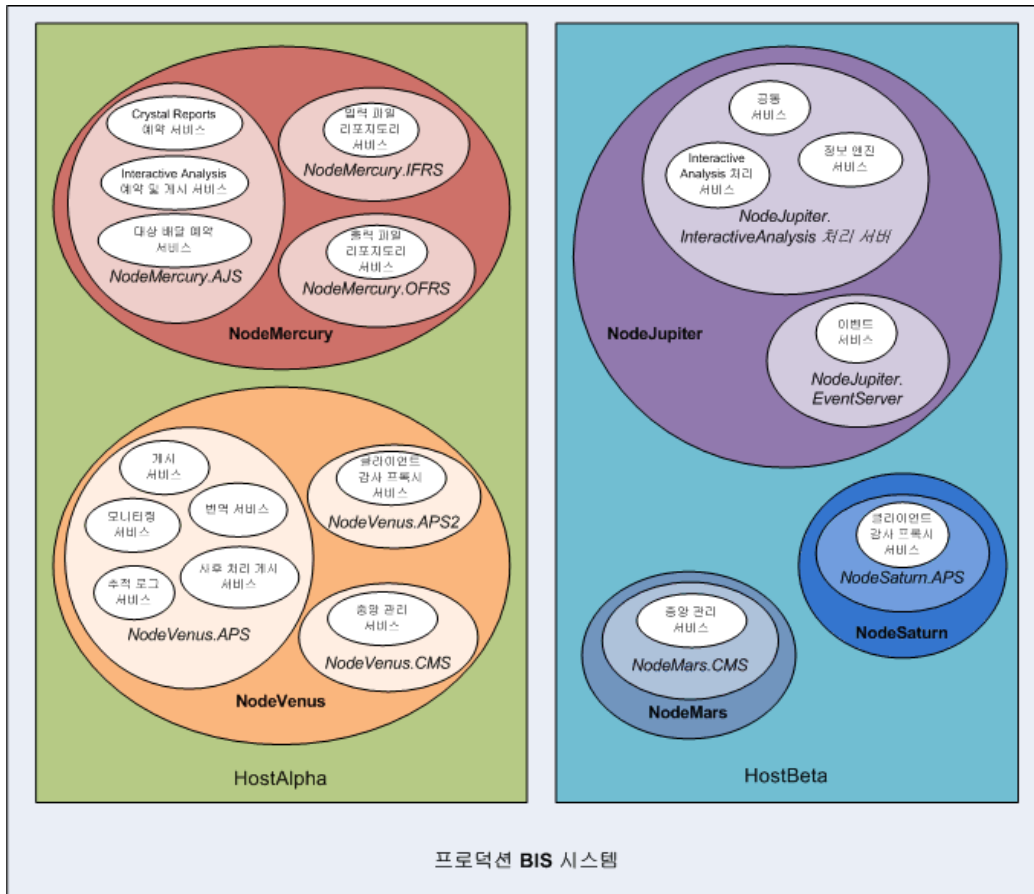 Crystal Reports
예약 서비스
Interactive Analysis
예약 및 게시 서비스
대상 배달 예약
서비스
NodeMercury.AJS
입력 파일
리포지토리
서비스
NodeMercury.IFRS
출력 파일
리포지토리
서비스
NodeMercury.OFRS
NodeMercury
게시
서비스
모니터링
서비스
번역 서비스
추적 로그
서비스
사후 처리 게시
서비스
NodeVenus.APS
클라이언트
감사 프록시
서비스
NodeVenus.APS2
중앙 관리
서비스
NodeVenus.CMS
NodeVenus
HostAlpha
공통
서비스
Interactive
Analysis 처리
서비스
정보 엔진
서비스
NodeJupiter.
InteractiveAnalysis 처리 서버
NodeJupiter
이벤트
서비스
NodeJupiter.
EventServer
클라이언트
감사 프록시
서비스
NodeSaturn.APS
NodeSaturn
중앙 관리
서비스
NodeMars.CMS
NodeMars
HostBeta
프로덕션 BIS 시스템